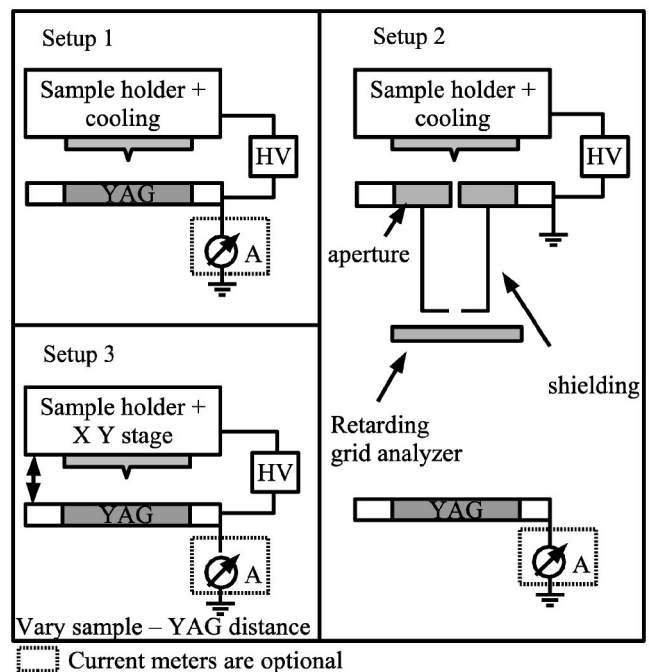 Setup 1
Sample holder +
cooling
HV
YAG
A
Setup 2
Sample holder +
cooling
HV
aperture
shielding
Retarding
grid analyzer
YAG
A
Setup 3
Sample holder +
X Y stage
HV
YAG
A
Vary sample – YAG distance
Current meters are optional